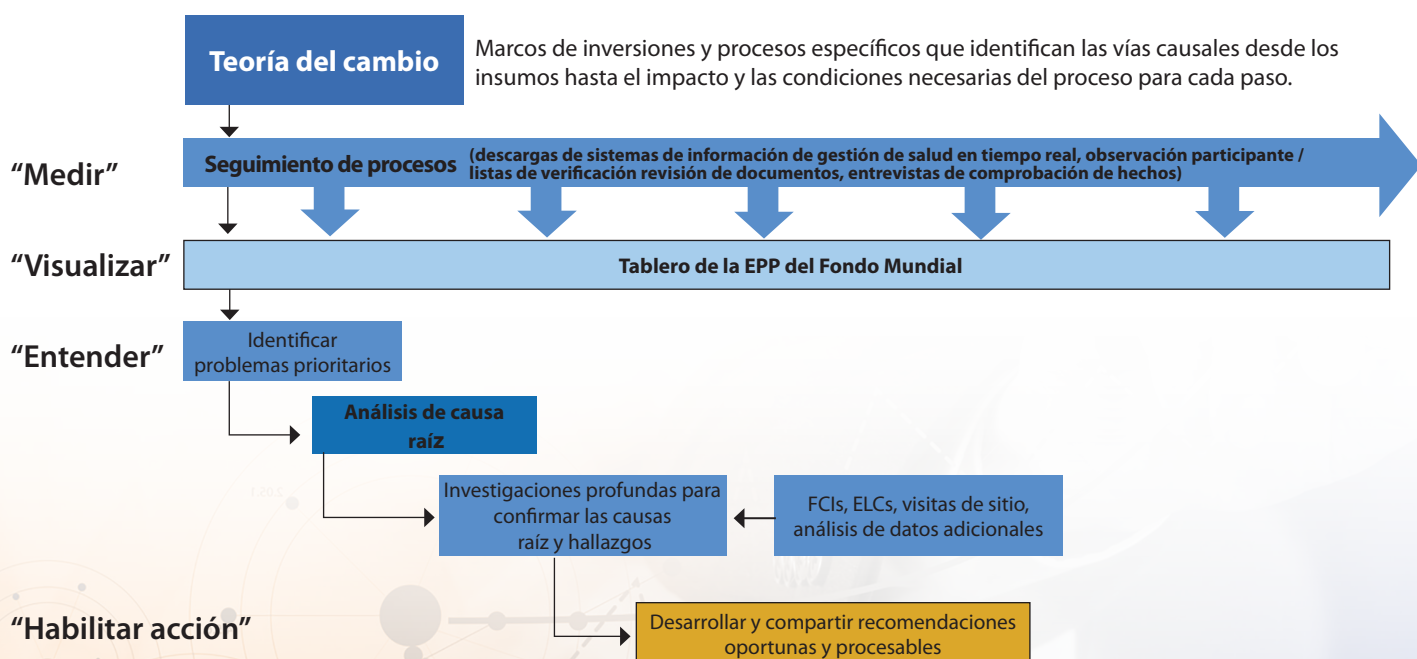 Teoría del cambio
Marcos de inversiones y procesos específicos que identifican las vías causales desde los
insumos hasta el impacto y las condiciones necesarias del proceso para cada paso.
“Medir”
Seguimiento de procesos
(descargas de sistemas de información de gestión de salud en tiempo real, observación participante /
listas de verificación revisión de documentos, entrevistas de comprobación de hechos)
“Visualizar”
Tablero de la EPP del Fondo Mundial
“Entender”
Identificar
problemas prioritarios
Análisis de causa
raíz
Investigaciones profundas para
confirmar las causas
raíz y hallazgos
FCIs, ELCs, visitas de sitio,
análisis de datos adicionales
“Habilitar acción”
Desarrollar y compartir recomendaciones
oportunas y procesables